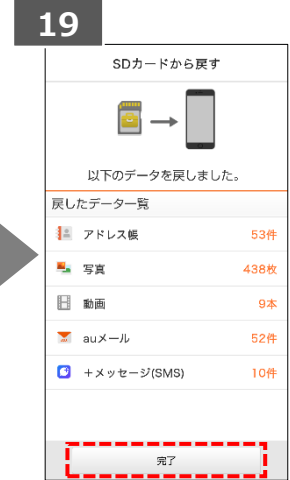 19
SDカードから戻す
以下のデータを戻しました。
戻したデータ一覧
アドレス帳 53件
写真 438枚
動画 9本
auメール 52件
+メッセージ(SMS) 10件
完了